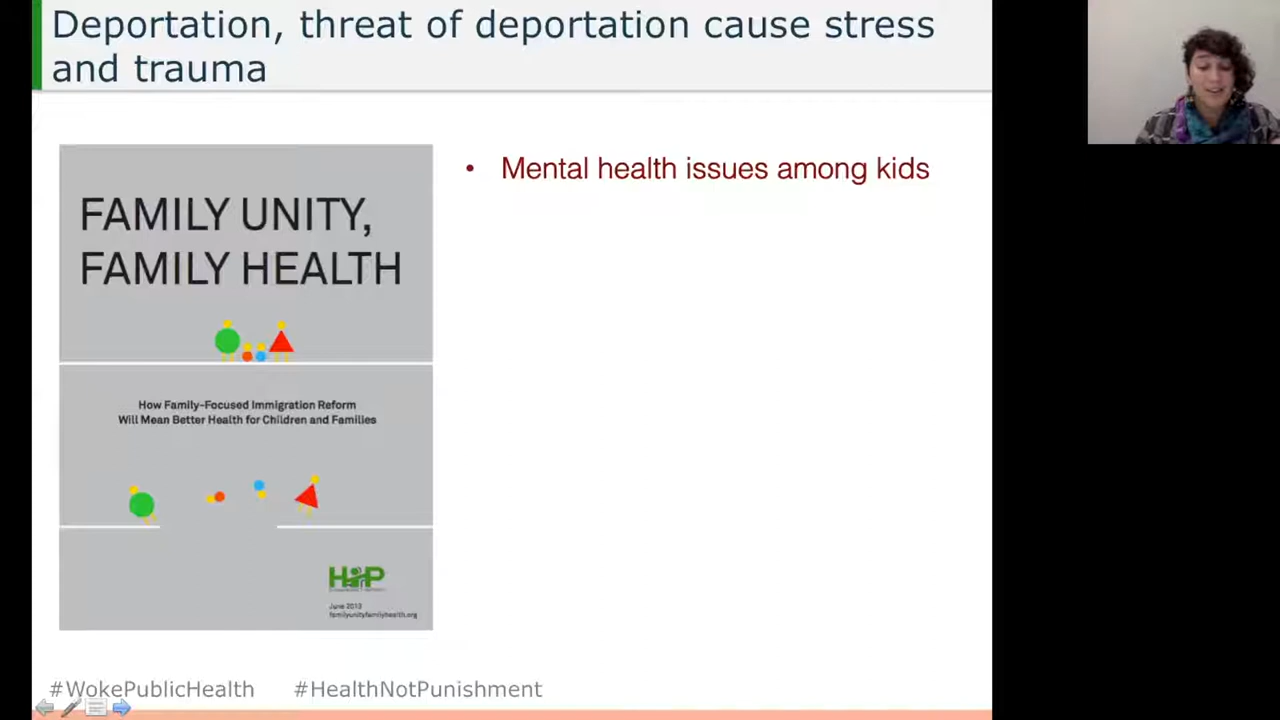 Deportation, threat of deportation cause stress
and trauma
FAMILY UNITY,
FAMILY HEALTH
How Family-Focused Immigration Reform
Will Mean Better Health for Children and Families
HIP
June 2013
familyunityfamilyhealth.org
• Mental health issues among kids
#WokePublicHealth #HealthNotPunishment